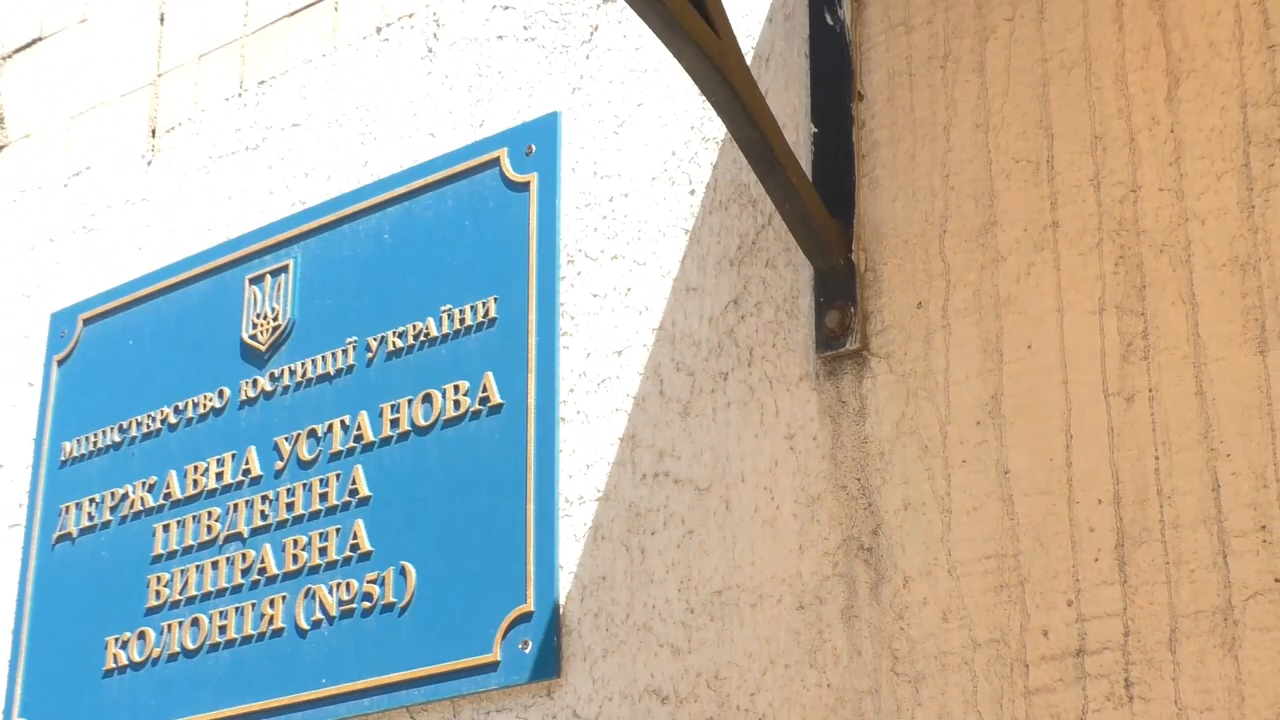 МІНІСТЕРСТВО ЮСТИЦІЇ УКРАЇНИ
ДЕРЖАВНА УСТАНОВА
ПІВДЕННА
ВИПРАВНА
КОЛОНІЯ (№51)